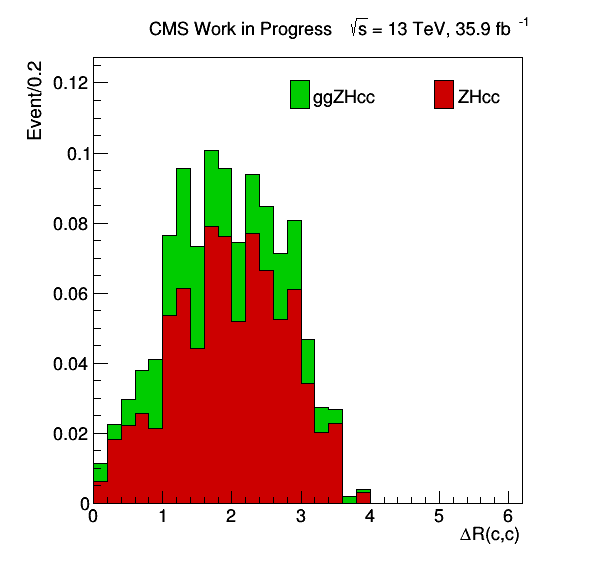 CMS Work in Progress √s = 13 TeV, 35.9 fb⁻¹
Event/0.2
ggZHcc ZHcc
0.12
0.1
0.08
0.06
0.04
0.02
0
0 1 2 3 4 5 6
ΔR(c,c)